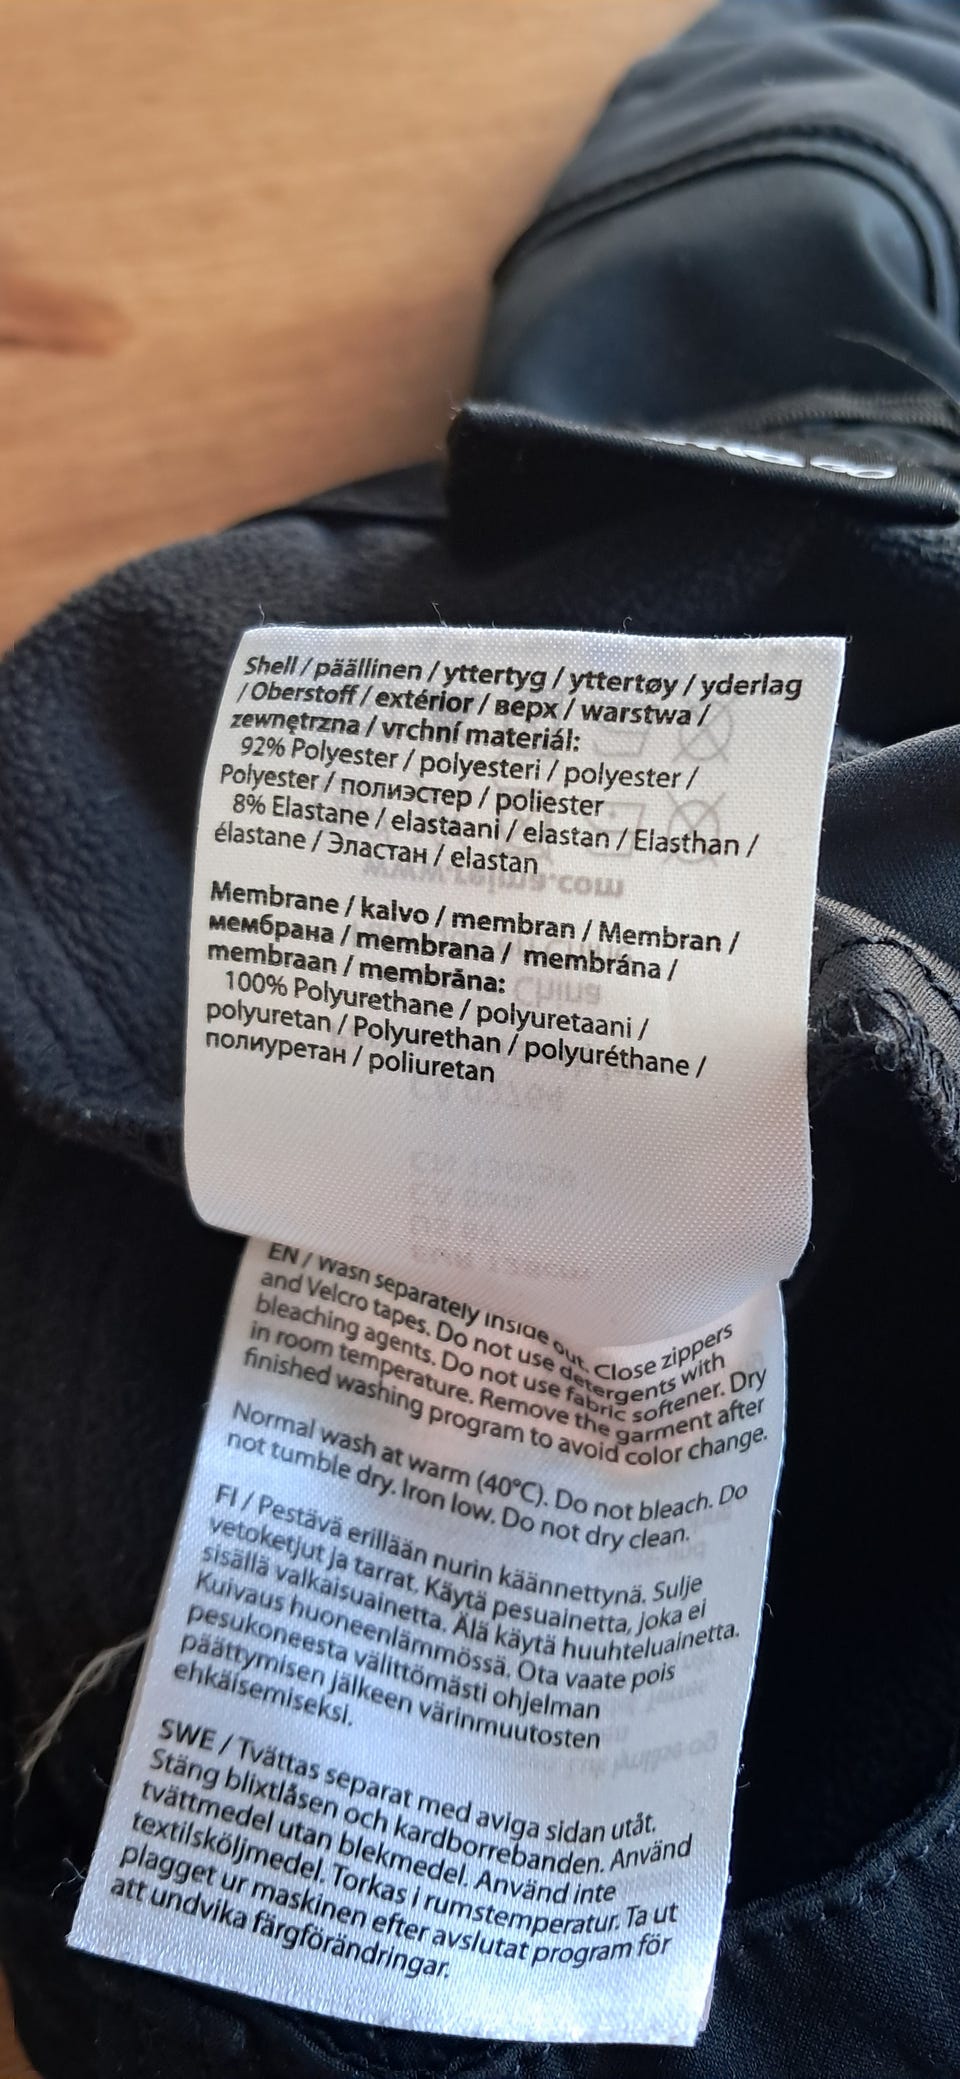 Shell / päällinen / yttertyg / yttertøy / yderlag
/ Oberstoff / extérior / верх / warstwa /
zewnętrzna / vrchní materiál:
92% Polyester / polyesteri / polyester /
Polyester / полиэстер / poliester
8% Elastane / elastaani / elastan / Elasthan /
élastane / Эластан / elastan
Membrane / kalvo / membran / Membran /
мембрана / membrana / membrána /
membraan / membrăna:
100% Polyurethane / polyuretaani /
polyuretan / Polyurethan / polyuréthane /
полиуретан / poliuretan
www.reima.com
China
EN / Wash separately inside out. Close zippers
and Velcro tapes. Do not use detergents with
bleaching agents. Do not use fabric softener. Dry
in room temperature. Remove the garment after
finished washing program to avoid color change.
Normal wash at warm (40°C). Do not bleach. Do
not tumble dry. Iron low. Do not dry clean.
FI / Pestävä erillään nurin käännettynä. Sulje
vetoketjut ja tarrat. Käytä pesuainetta, joka ei
sisällä valkaisuainetta. Älä käytä huuhteluainetta.
Kuivaus huoneenlämmössä. Ota vaate pois
pesukoneesta välittömästi ohjelman
päättymisen jälkeen värinmuutosten
ehkäisemiseksi.
SWE / Tvättas separat med aviga sidan utåt.
Stäng blixtlåsen och kardborrebanden. Använd
tvättmedel utan blekmedel. Använd inte
textilsköljmedel. Torkas i rumstemperatur. Ta ut
plagget ur maskinen efter avslutat program för
att undvika färgförändringar.